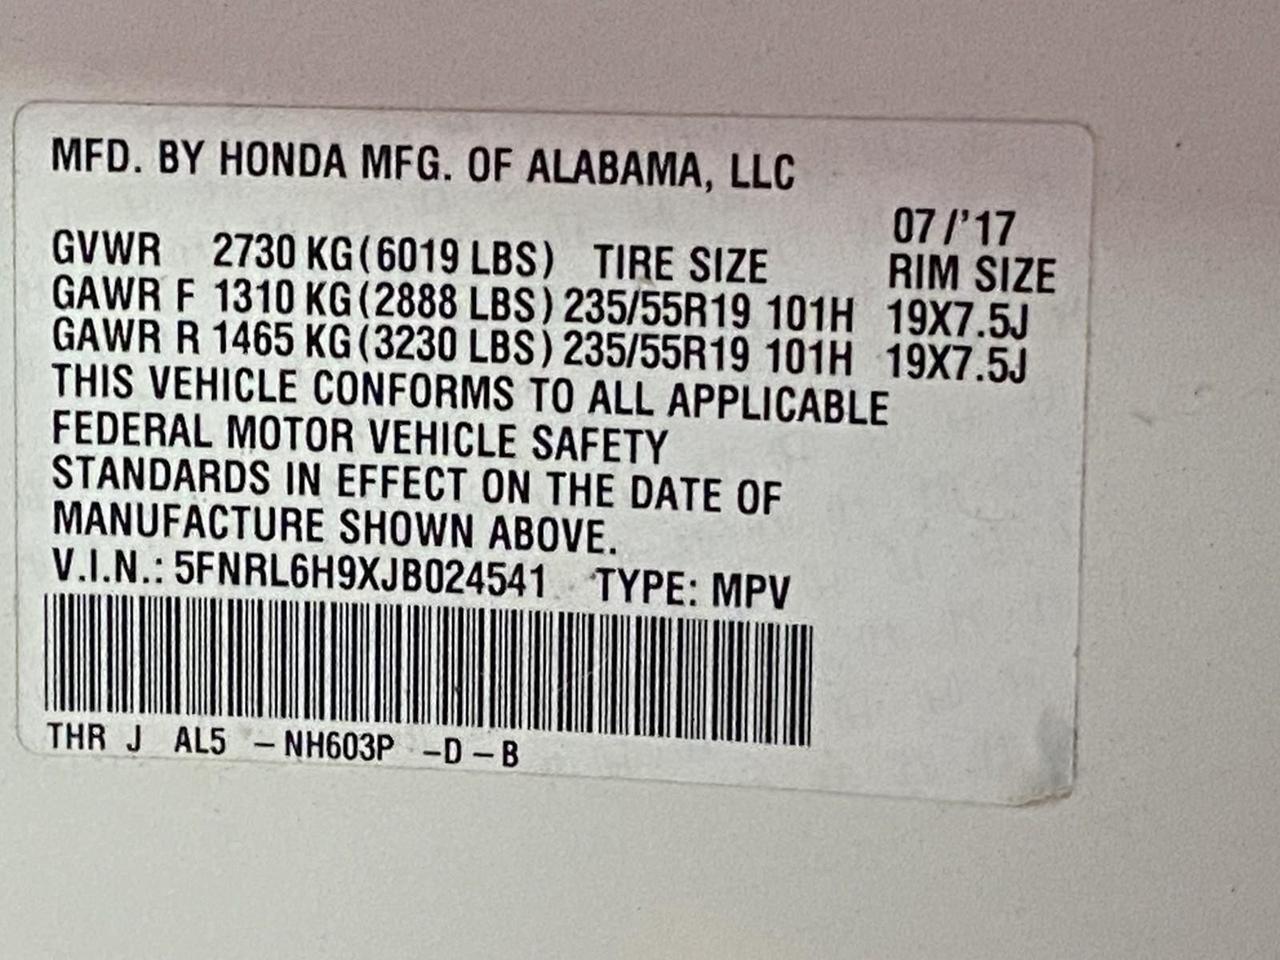 MFD. BY HONDA MFG. OF ALABAMA, LLC
07/'17
GVWR 2730 KG(6019 LBS) TIRE SIZE RIM SIZE
GAWR F 1310 KG(2888 LBS) 235/55R19 101H 19X7.5J
GAWR R 1465 KG(3230 LBS) 235/55R19 101H 19X7.5J
THIS VEHICLE CONFORMS TO ALL APPLICABLE
FEDERAL MOTOR VEHICLE SAFETY
STANDARDS IN EFFECT ON THE DATE OF
MANUFACTURE SHOWN ABOVE.
V.I.N.: 5FNRL6H9XJB024541 TYPE: MPV
THR J AL5 -NH603P -D-B